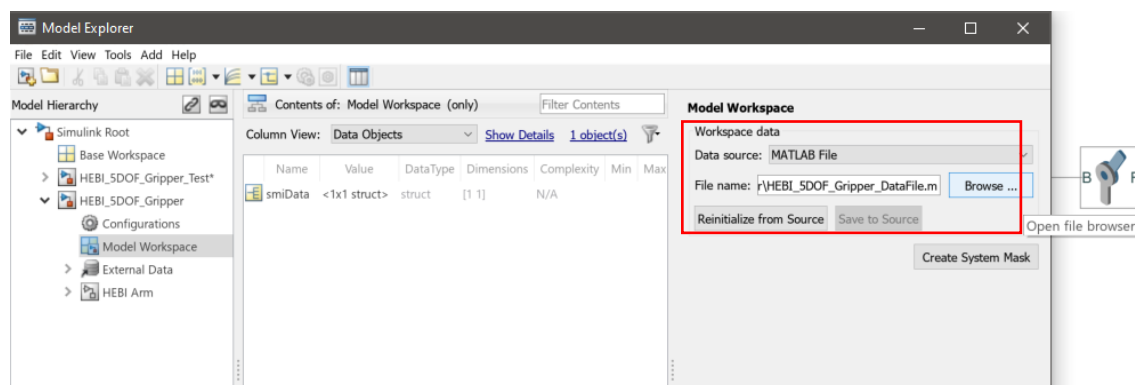 Model Explorer
File Edit View Tools Add Help
Model Hierarchy
Simulink Root
Base Workspace
HEBI_5DOF_Gripper_Test*
HEBI_5DOF_Gripper
Configurations
Model Workspace
External Data
HEBI Arm
Contents of: Model Workspace (only) Filter Contents
Column View: Data Objects Show Details 1 object(s)
Name Value DataType Dimensions Complexity Min Max
smiData <1x1 struct> struct [1 1] N/A
Model Workspace
Workspace data
Data source: MATLAB File
File name: r\HEBI_5DOF_Gripper_DataFile.m Browse ...
Reinitialize from Source Save to Source
Create System Mask
B F
Open file browser